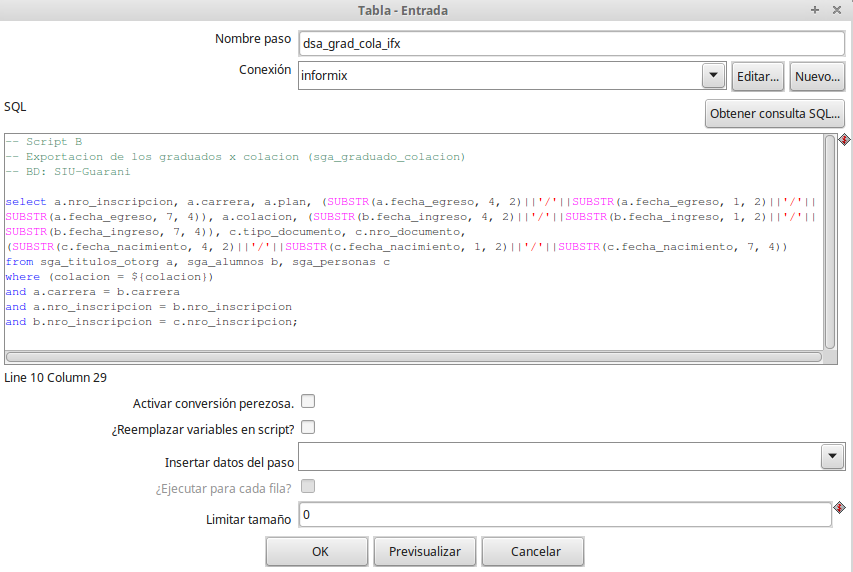 Tabla - Entrada
Nombre paso dsa_grad_cola_ifx
Conexión informix Editar... Nuevo...
SQL Obtener consulta SQL...
-- Script B
-- Exportacion de los graduados x colacion (sga_graduado_colacion)
-- BD: SIU-Guarani
select a.nro_inscripcion, a.carrera, a.plan, (SUBSTR(a.fecha_egreso, 4, 2)||'/'||SUBSTR(a.fecha_egreso, 1, 2)||'/'||
SUBSTR(a.fecha_egreso, 7, 4)), a.colacion, (SUBSTR(b.fecha_ingreso, 4, 2)||'/'||SUBSTR(b.fecha_ingreso, 1, 2)||'/'||
SUBSTR(b.fecha_ingreso, 7, 4)), c.tipo_documento, c.nro_documento,
(SUBSTR(c.fecha_nacimiento, 4, 2)||'/'||SUBSTR(c.fecha_nacimiento, 1, 2)||'/'||SUBSTR(c.fecha_nacimiento, 7, 4))
from sga_titulos_otorg a, sga_alumnos b, sga_personas c
where (colacion = ${colacion})
and a.carrera = b.carrera
and a.nro_inscripcion = b.nro_inscripcion
and b.nro_inscripcion = c.nro_inscripcion;
Line 10 Column 29
Activar conversión perezosa.
¿Reemplazar variables en script?
Insertar datos del paso
¿Ejecutar para cada fila?
Limitar tamaño 0
OK Previsualizar Cancelar